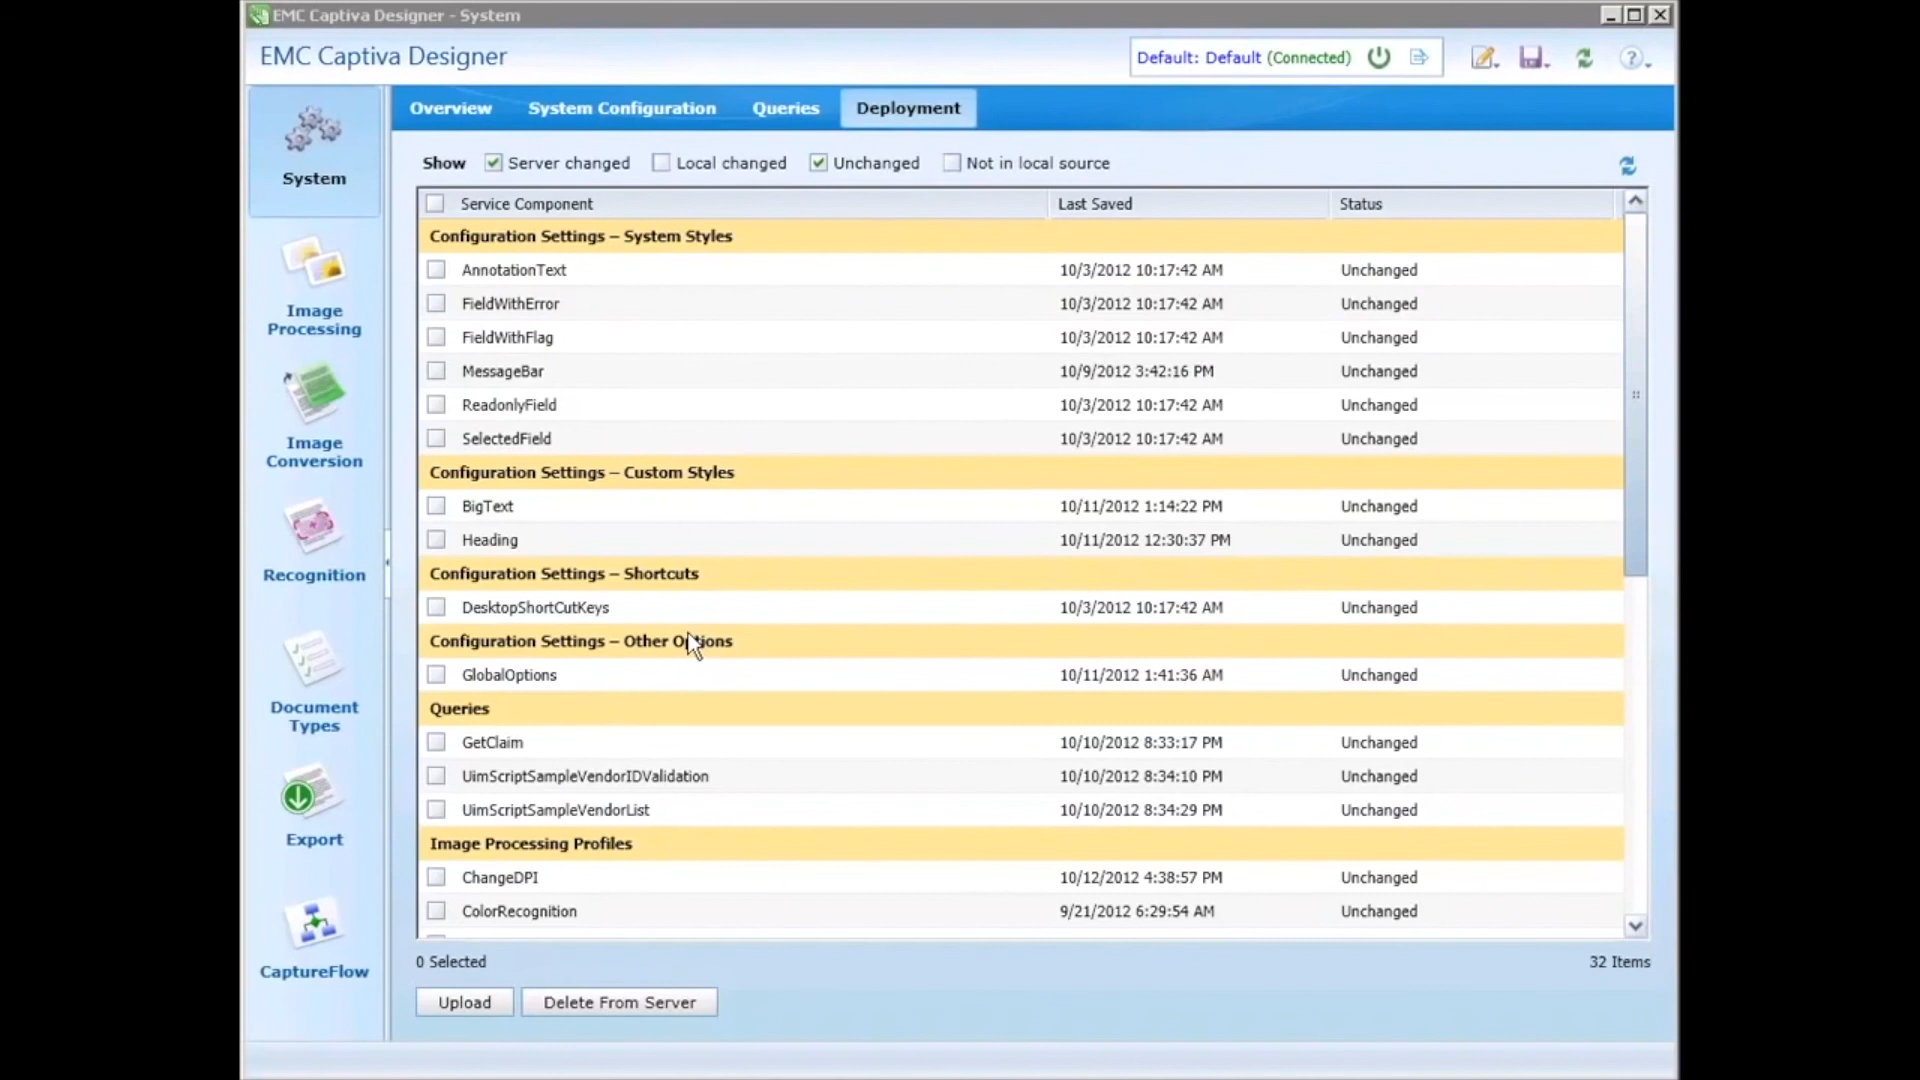 EMC Captiva Designer - System
EMC Captiva Designer
Default: Default (Connected)
System
Image
Processing
Image
Conversion
Recognition
Document
Types
Export
CaptureFlow
Overview System Configuration Queries Deployment
Show Server changed Local changed Unchanged Not in local source
Service Component Last Saved Status
Configuration Settings – System Styles
AnnotationText 10/3/2012 10:17:42 AM Unchanged
FieldWithError 10/3/2012 10:17:42 AM Unchanged
FieldWithFlag 10/3/2012 10:17:42 AM Unchanged
MessageBar 10/9/2012 3:42:16 PM Unchanged
ReadonlyField 10/3/2012 10:17:42 AM Unchanged
SelectedField 10/3/2012 10:17:42 AM Unchanged
Configuration Settings – Custom Styles
BigText 10/11/2012 1:14:22 PM Unchanged
Heading 10/11/2012 12:30:37 PM Unchanged
Configuration Settings – Shortcuts
DesktopShortCutKeys 10/3/2012 10:17:42 AM Unchanged
Configuration Settings – Other Options
GlobalOptions 10/11/2012 1:41:36 AM Unchanged
Queries
GetClaim 10/10/2012 8:33:17 PM Unchanged
UimScriptSampleVendorIDValidation 10/10/2012 8:34:10 PM Unchanged
UimScriptSampleVendorList 10/10/2012 8:34:29 PM Unchanged
Image Processing Profiles
ChangeDPI 10/12/2012 4:38:57 PM Unchanged
ColorRecognition 9/21/2012 6:29:54 AM Unchanged
0 Selected 32 Items
Upload Delete From Server